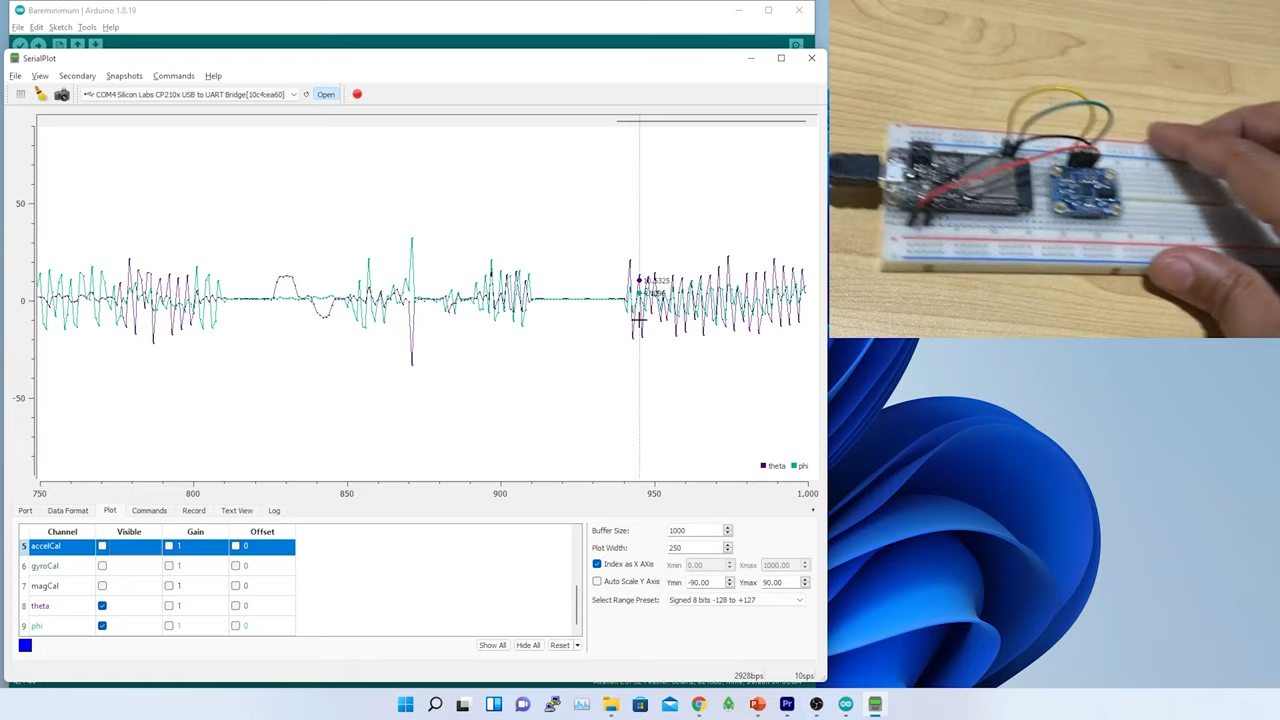 Bareminimum | Arduino 1.8.19
File Edit Sketch Tools Help
SerialPlot
File View Secondary Snapshots Commands Help
COM4 Silicon Labs CP210x USB to UART Bridge[10c4:ea60] Open
50
0
-50
theta phi
750 800 850 900 950 1,000
Port Data Format Plot Commands Record Text View Log
Channel Visible Gain Offset
5 accelCal 1 0
6 gyroCal 1 0
7 magCal 1 0
8 theta 1 0
9 phi 1 0
Show All Hide All Reset
Buffer Size: 1000
Plot Width: 250
Index as X AXis Xmin 0.00 Xmax 1000.00
Auto Scale Y Axis Ymin -90.00 Ymax 90.00
Select Range Preset: Signed 8 bits -128 to +127
2928bps 10sps